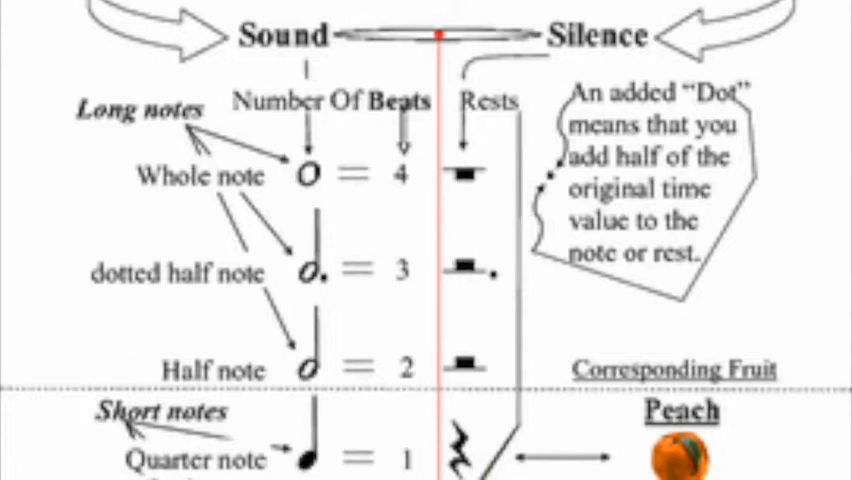 Sound Silence
Number Of Beats Rests
Long notes
Whole note = 4
dotted half note = 3
Half note = 2
An added “Dot”
means that you
add half of the
original time
value to the
note or rest.
Corresponding Fruit
Short notes
Peach
Quarter note = 1